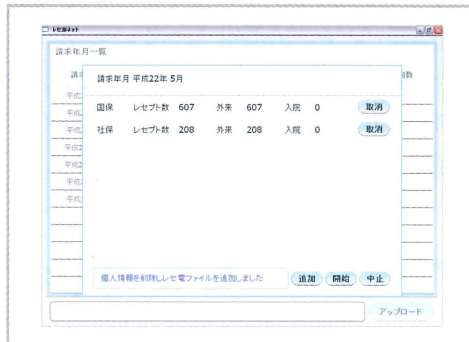 レセ閲ネット
請求年月一覧
請求年月 平成22年 5月
国保 レセプト数 607 外来 607 入院 0 取消
社保 レセプト数 208 外来 208 入院 0 取消
個人情報を削除しレセ電ファイルを追加しました 追加 開始 中止
アップロード